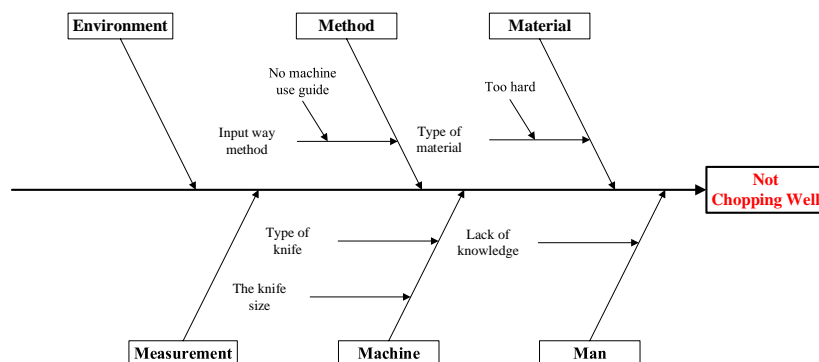 Environment
Method
Material
No machine
use guide
Too hard
Input way
method
Type of
material
Not
Chopping Well
Type of
knife
Lack of
knowledge
The knife
size
Measurement
Machine
Man